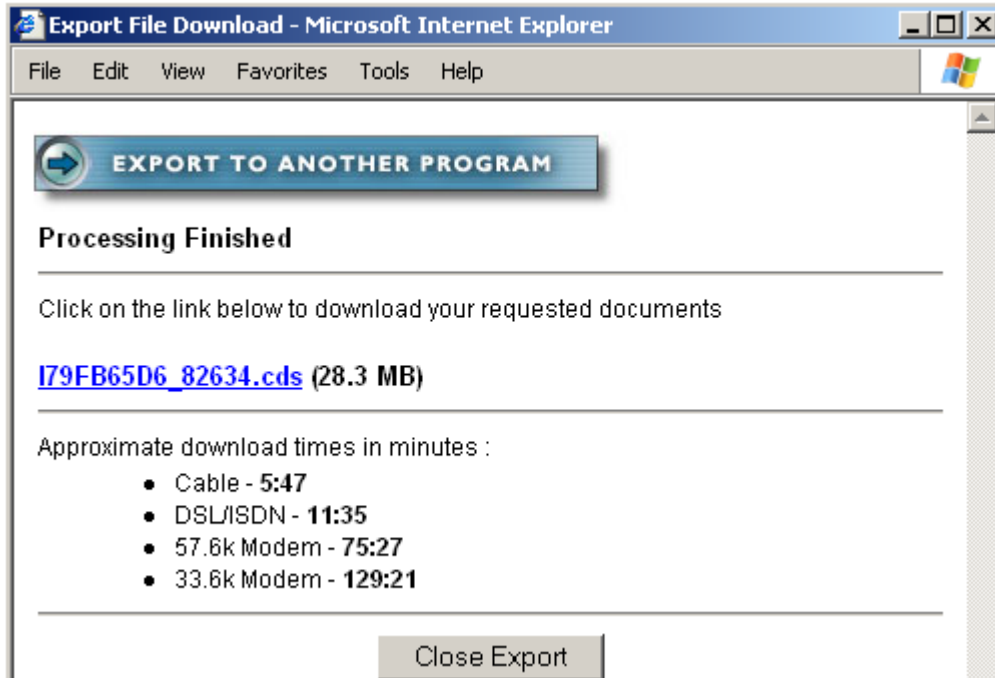 Export File Download - Microsoft Internet Explorer
File Edit View Favorites Tools Help
EXPORT TO ANOTHER PROGRAM
Processing Finished
Click on the link below to download your requested documents
I79FB65D6_82634.cds (28.3 MB)
Approximate download times in minutes :
• Cable - 5:47
• DSL/ISDN - 11:35
• 57.6k Modem - 75:27
• 33.6k Modem - 129:21
Close Export